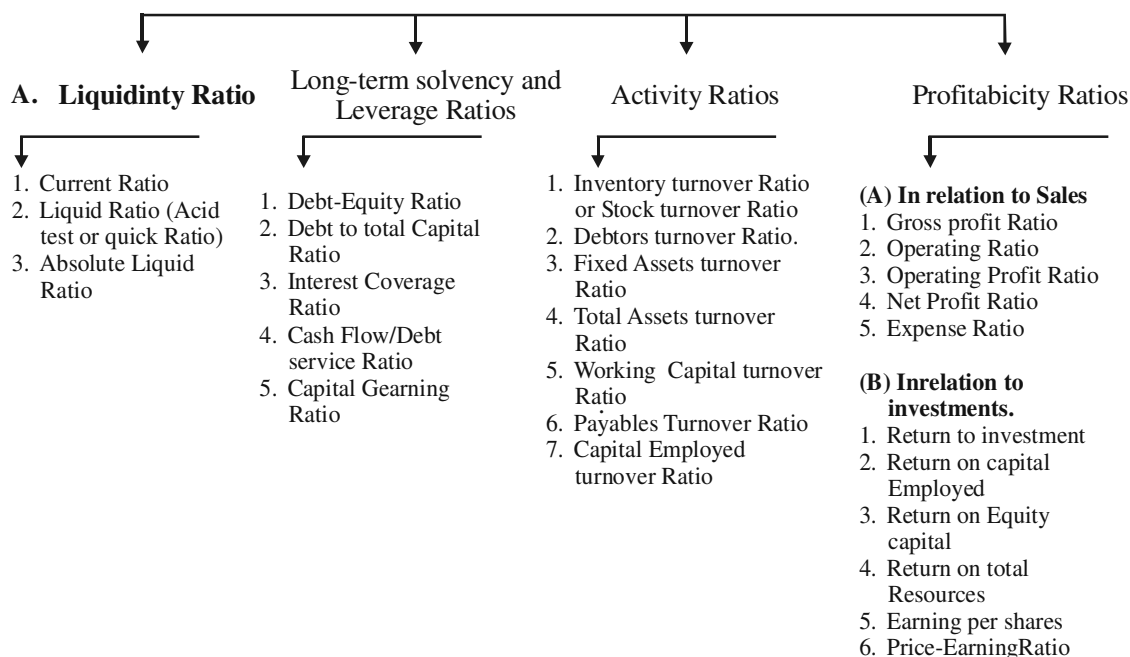 A. Liquidinty Ratio
1. Current Ratio
2. Liquid Ratio (Acid
test or quick Ratio)
3. Absolute Liquid
Ratio
Long-term solvency and
Leverage Ratios
1. Debt-Equity Ratio
2. Debt to total Capital
Ratio
3. Interest Coverage
Ratio
4. Cash Flow/Debt
service Ratio
5. Capital Gearning
Ratio
Activity Ratios
1. Inventory turnover Ratio
or Stock turnover Ratio
2. Debtors turnover Ratio.
3. Fixed Assets turnover
Ratio
4. Total Assets turnover
Ratio
5. Working Capital turnover
Ratio
6. Payables Turnover Ratio
7. Capital Employed
turnover Ratio
Profitabicity Ratios
(A) In relation to Sales
1. Gross profit Ratio
2. Operating Ratio
3. Operating Profit Ratio
4. Net Profit Ratio
5. Expense Ratio
(B) Inrelation to
investments.
1. Return to investment
2. Return on capital
Employed
3. Return on Equity
capital
4. Return on total
Resources
5. Earning per shares
6. Price-EarningRatio